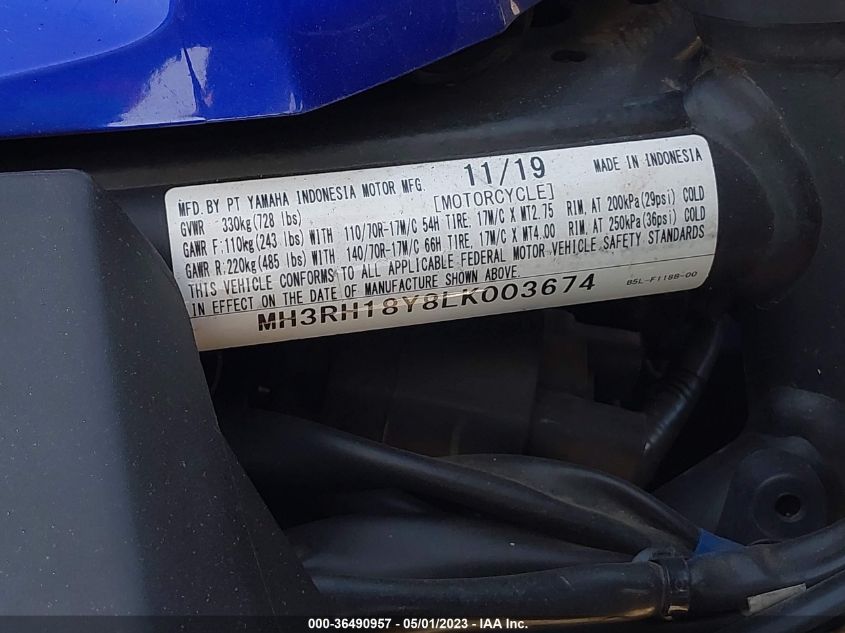 MFD. BY PT YAMAHA INDONESIA MOTOR MFG. 11/19 MADE IN INDONESIA
GVWR 330kg(728 lbs) [MOTORCYCLE]
GAWR F:110kg(243 lbs)WITH 110/70R-17M/C 54H TIRE, 17M/C X MT2.75 RIM, AT 200kPa(29psi) COLD
GAWR R:220kg(485 lbs)WITH 140/70R-17M/C 66H TIRE, 17M/C X MT4.00 RIM, AT 250kPa(36psi) COLD
THIS VEHICLE CONFORMS TO ALL APPLICABLE FEDERAL MOTOR VEHICLE SAFETY STANDARDS
IN EFFECT ON THE DATE OF MANUFACTURE SHOWN ABOVE. B5L-F118B-00
MH3RH18Y8LK003674
000-36490957 - 05/01/2023 - Copyright © IAA, Inc.